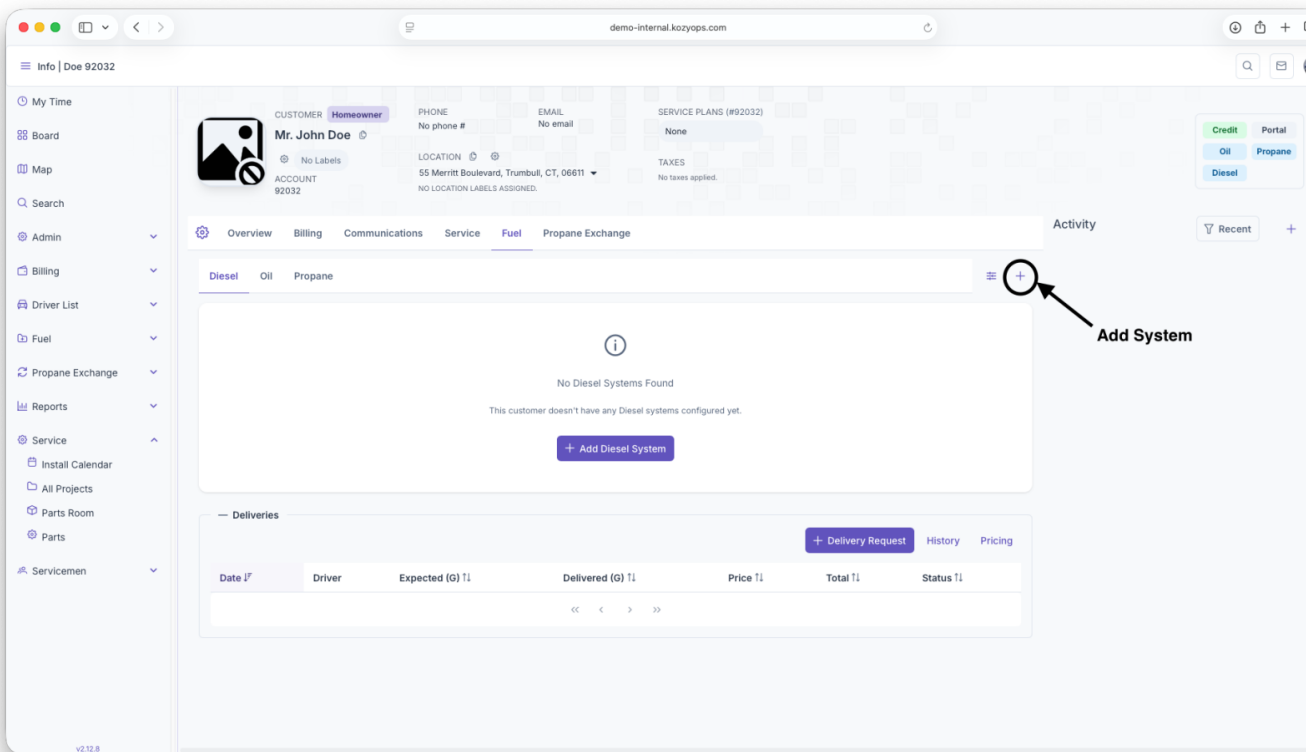 demo-internal.kozyops.com
Info | Doe 92032
My Time
Board
Map
Search
Admin
Billing
Driver List
Fuel
Propane Exchange
Reports
Service
Install Calendar
All Projects
Parts Room
Parts
Servicemen
v2.12.8
CUSTOMER Homeowner
Mr. John Doe
No Labels
ACCOUNT
92032
PHONE
No phone #
EMAIL
No email
LOCATION
55 Merritt Boulevard, Trumbull, CT, 06611
NO LOCATION LABELS ASSIGNED.
SERVICE PLANS (#92032)
None
TAXES
No taxes applied.
Credit Portal
Oil Propane
Diesel
Overview Billing Communications Service Fuel Propane Exchange
Activity
Recent
Diesel Oil Propane
Add System
No Diesel Systems Found
This customer doesn't have any Diesel systems configured yet.
+ Add Diesel System
Deliveries
+ Delivery Request History Pricing
Date Driver Expected (G) Delivered (G) Price Total Status